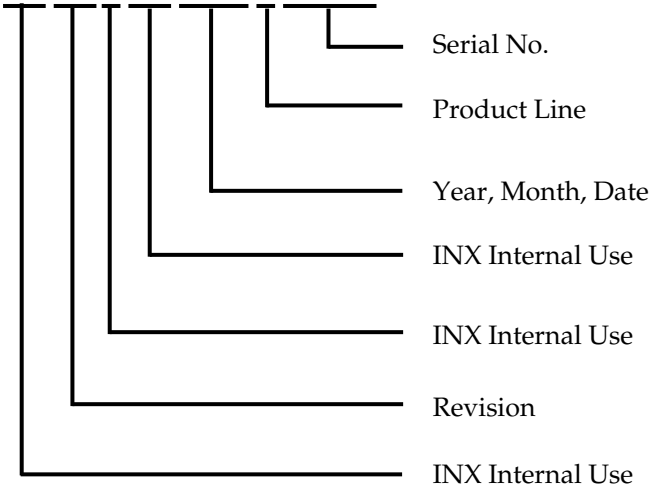 Serial No.
Product Line
Year, Month, Date
INX Internal Use
INX Internal Use
Revision
INX Internal Use